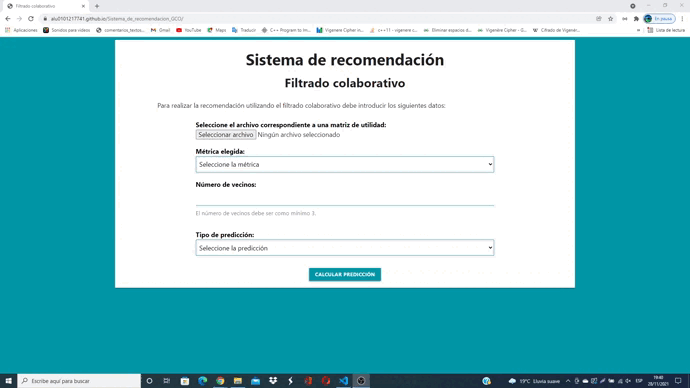 Filtrado colaborativo
alu0101217741.github.io/Sistema_de_recomendacion_GCO/
En pausa
Aplicaciones
Sonidos para videos
comentarios_textos...
Gmail
YouTube
Maps
Traducir
C++ Program to Im...
Vigenère Cipher - G...
c++11 - vigenere c...
Eliminar espacios d...
Vigenère Cipher - G...
Cifrado de Vigenér...
Lista de lectura
Sistema de recomendación
Filtrado colaborativo
Para realizar la recomendación utilizando el filtrado colaborativo debe introducir los siguientes datos:
Seleccione el archivo correspondiente a una matriz de utilidad:
Seleccionar archivo Ningún archivo seleccionado
Métrica elegida:
Seleccione la métrica
Número de vecinos:
El número de vecinos debe ser como mínimo 3.
Tipo de predicción:
Seleccione la predicción
CALCULAR PREDICCIÓN
Escribe aquí para buscar
19°C Lluvia suave
ESP
19:40
28/11/2021